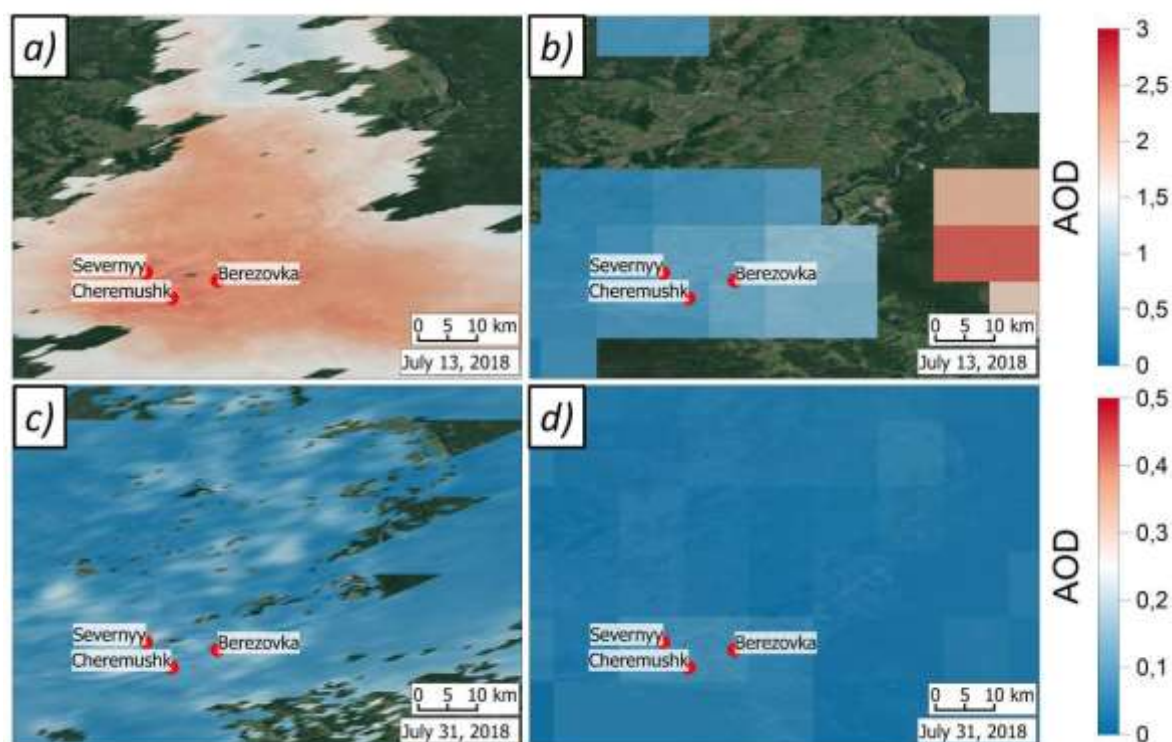 a)
Severnyy
Cheremushk
Berezovka
0 5 10 km
July 13, 2018
b)
Severnyy
Cheremushk
Berezovka
0 5 10 km
July 13, 2018
3
2,5
2
1,5
1
0,5
0
AOD
c)
Severnyy
Cheremushk
Berezovka
0 5 10 km
July 31, 2018
d)
Severnyy
Cheremushk
Berezovka
0 5 10 km
July 31, 2018
0,5
0,4
0,3
0,2
0,1
0
AOD